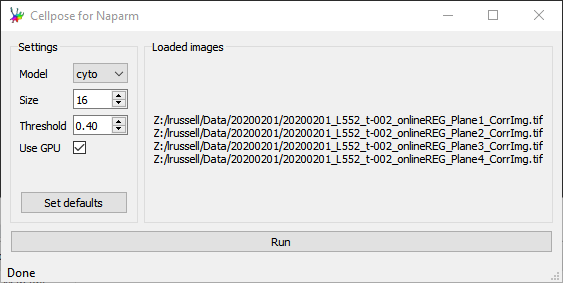 Cellpose for Naparm
Settings
Model cyto
Size 16
Threshold 0.40
Use GPU
Set defaults
Loaded images
Z:/lrussell/Data/20200201/20200201_L552_t-002_onlineREG_Plane1_CorrImg.tif
Z:/lrussell/Data/20200201/20200201_L552_t-002_onlineREG_Plane2_CorrImg.tif
Z:/lrussell/Data/20200201/20200201_L552_t-002_onlineREG_Plane3_CorrImg.tif
Z:/lrussell/Data/20200201/20200201_L552_t-002_onlineREG_Plane4_CorrImg.tif
Run
Done